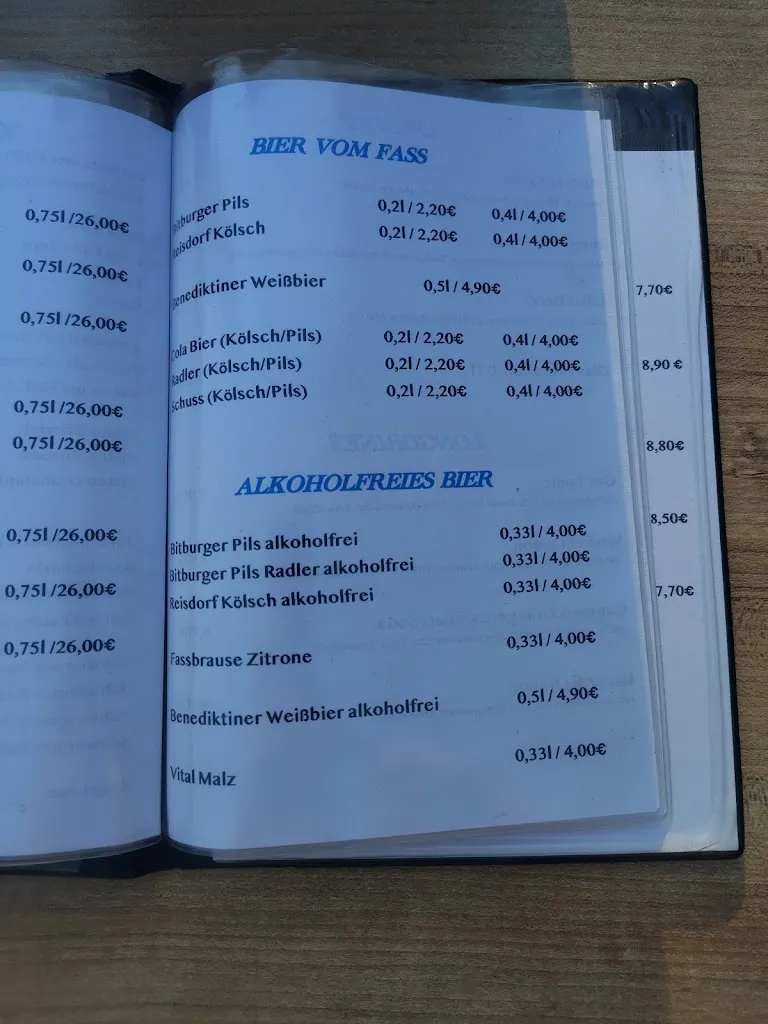 0,75l /26,00€
0,75l /26,00€
0,75l /26,00€
0,75l /26,00€
0,75l /26,00€
0,75l /26,00€
0,75l /26,00€
0,75l /26,00€
BIER VOM FASS
itburger Pils 0,2l / 2,20€ 0,4l / 4,00€
eisdorf Kölsch 0,2l / 2,20€ 0,4l / 4,00€
enediktiner Weißbier 0,5l / 4,90€
ola Bier (Kölsch/Pils) 0,2l / 2,20€ 0,4l / 4,00€
Radler (Kölsch/Pils) 0,2l / 2,20€ 0,4l / 4,00€
Schuss (Kölsch/Pils) 0,2l / 2,20€ 0,4l / 4,00€
ALKOHOLFREIES BIER
Bitburger Pils alkoholfrei 0,33l / 4,00€
Bitburger Pils Radler alkoholfrei 0,33l / 4,00€
Reisdorf Kölsch alkoholfrei 0,33l / 4,00€
Fassbrause Zitrone 0,33l / 4,00€
Benediktiner Weißbier alkoholfrei 0,5l / 4,90€
Vital Malz 0,33l / 4,00€
7,70€
8,90 €
8,80€
8,50€
7,70€